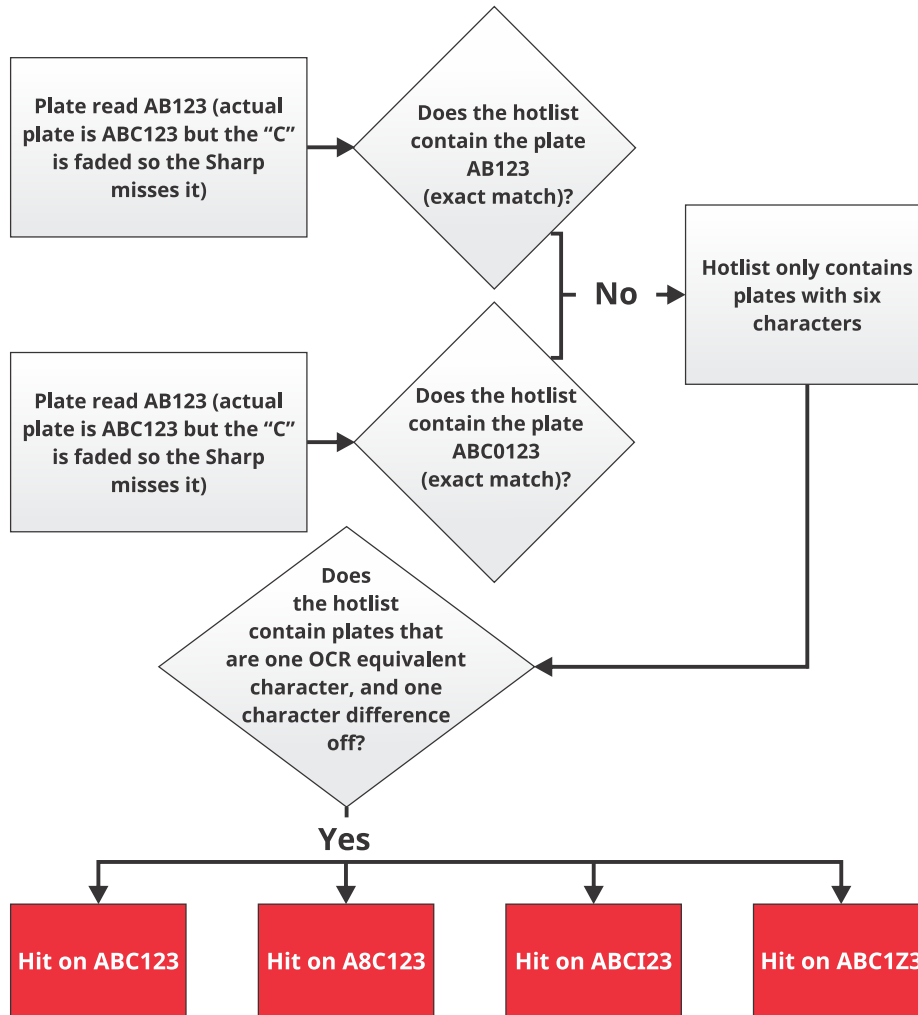 Plate read AB123 (actual
plate is ABC123 but the “C”
is faded so the Sharp
misses it)
Does the hotlist
contain the plate
AB123
(exact match)?
No
Hotlist only contains
plates with six
characters
Plate read AB123 (actual
plate is ABC123 but the “C”
is faded so the Sharp
misses it)
Does the hotlist
contain the plate
ABC0123
(exact match)?
Does
the hotlist
contain plates that
are one OCR equivalent
character, and one
character difference
off?
Yes
Hit on ABC123
Hit on A8C123
Hit on ABCI23
Hit on ABC1Z3